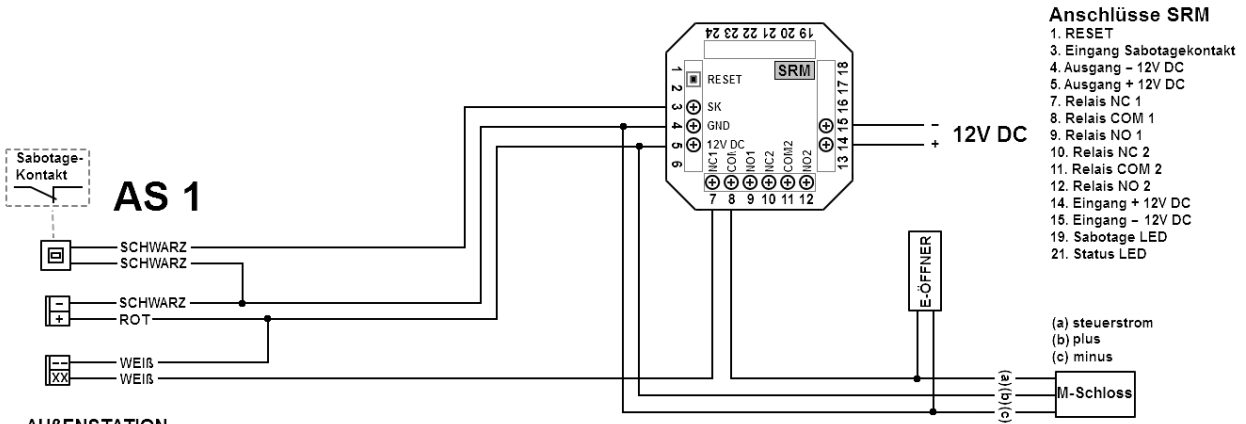 Anschlüsse SRM
1. RESET
3. Eingang Sabotagekontakt
4. Ausgang – 12V DC
5. Ausgang + 12V DC
7. Relais NC 1
8. Relais COM 1
9. Relais NO 1
10. Relais NC 2
11. Relais COM 2
12. Relais NO 2
14. Eingang + 12V DC
15. Eingang – 12V DC
19. Sabotage LED
21. Status LED
24 23 22 21 20 19
SRM
1 2 3 4 5 6
RESET
SK
GND
12V DC
13 14 15 16 17 18
NC1 COM NO1 NC2 COM2 NO2
7 8 9 10 11 12
– 12V DC
+
Sabotage-
Kontakt
AS 1
SCHWARZ
SCHWARZ
– SCHWARZ
+ ROT
-- WEIß
XX WEIß
E-ÖFFNER
(a) steuerstrom
(b) plus
(c) minus
(a) (b) (c)
M-Schloss
AUßENSTATION